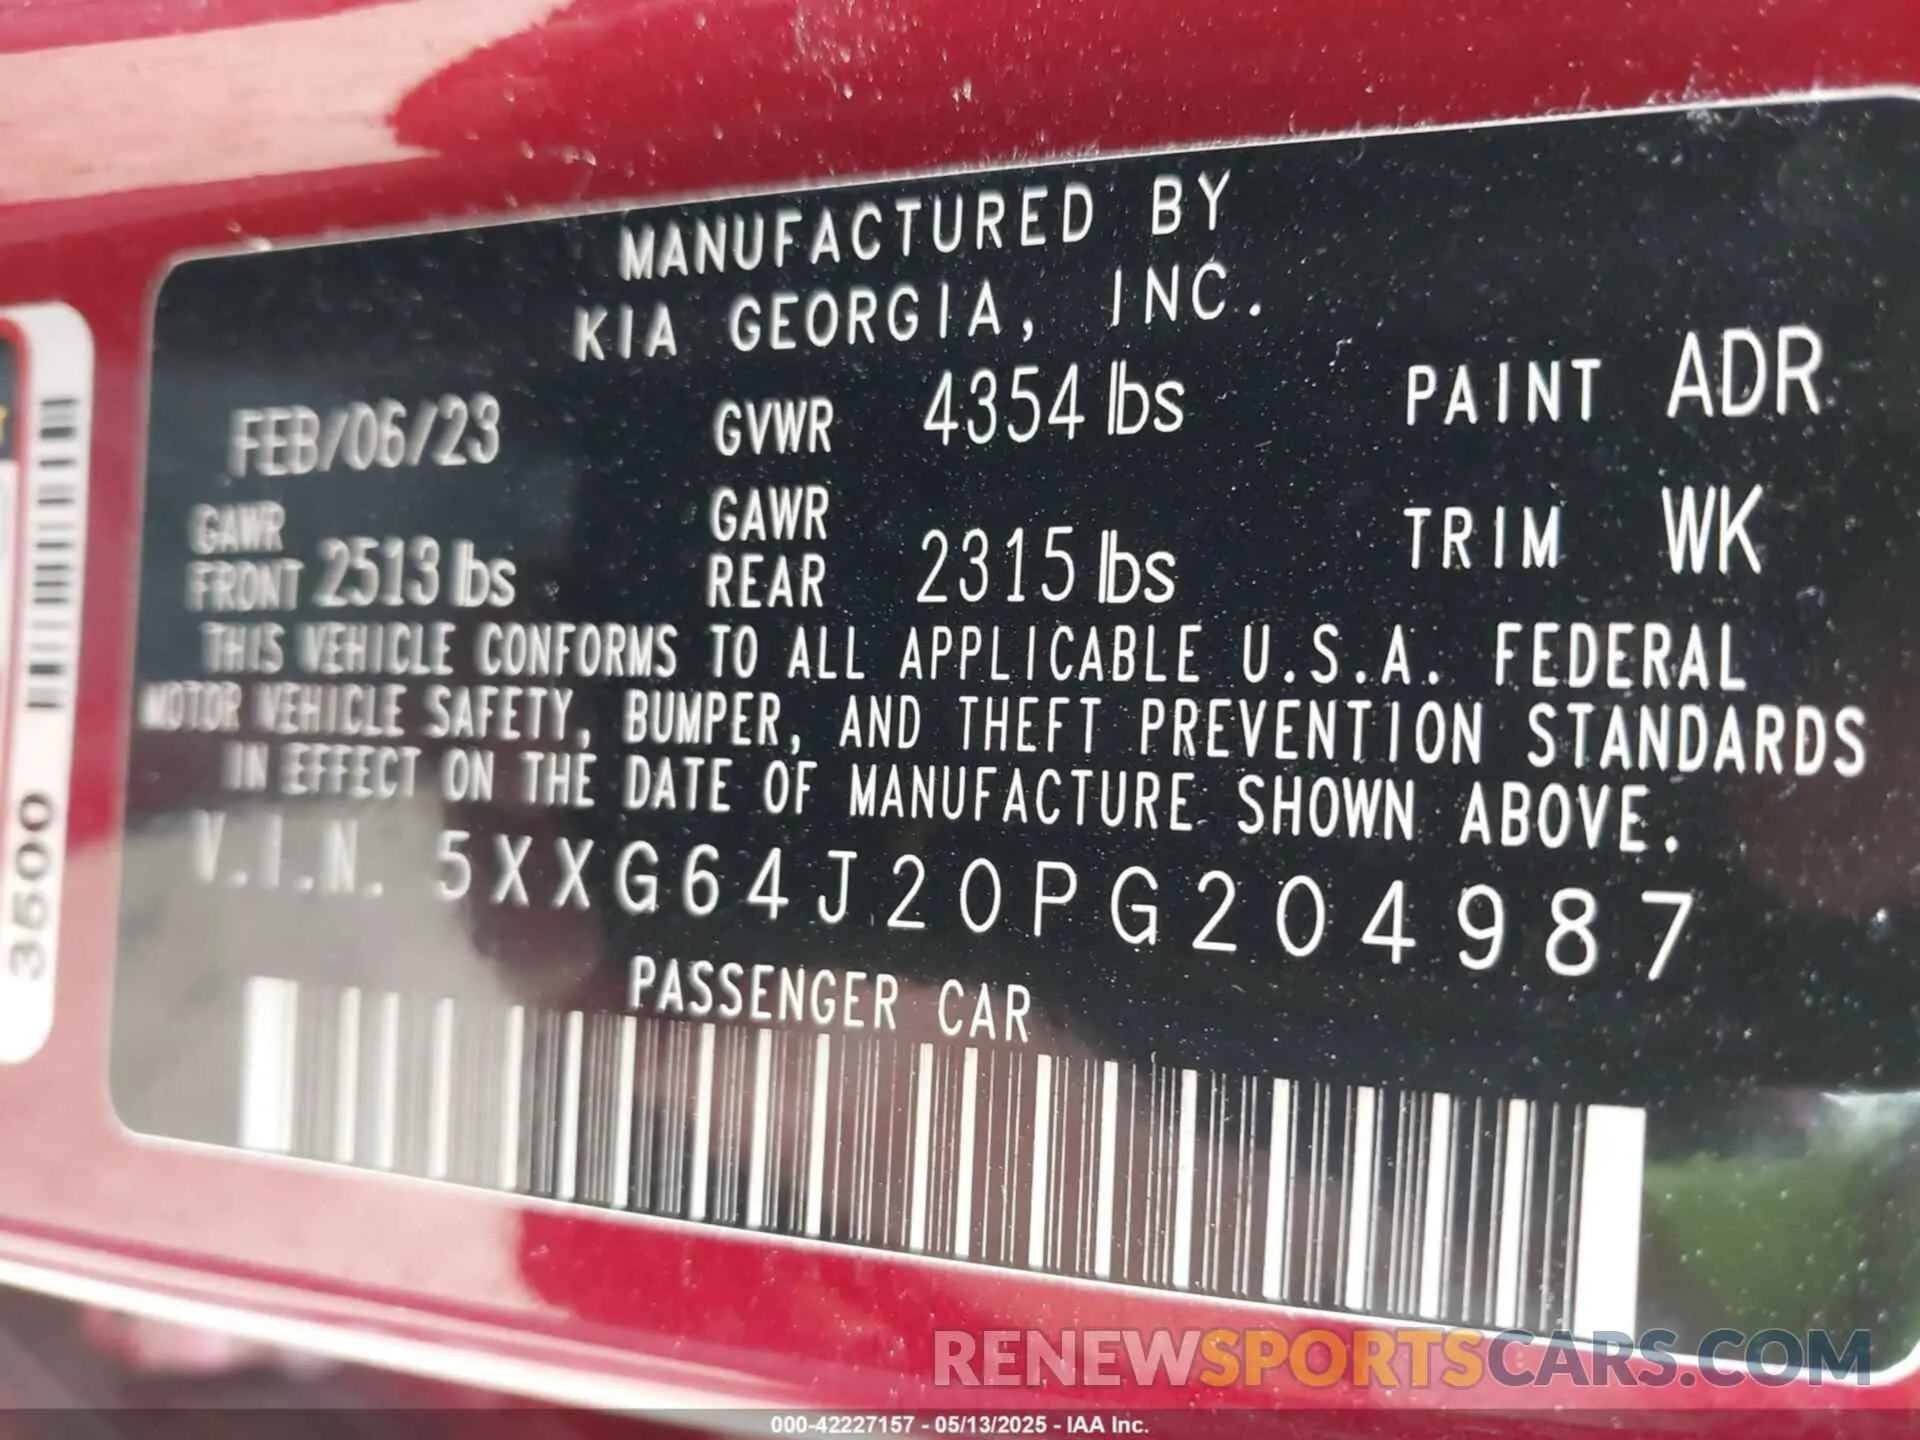 MANUFACTURED BY
KIA GEORGIA, INC.
FEB/06/23 GVWR 4354 lbs PAINT ADR
GAWR FRONT 2513 lbs GAWR REAR 2315 lbs TRIM WK
THIS VEHICLE CONFORMS TO ALL APPLICABLE U.S.A. FEDERAL
MOTOR VEHICLE SAFETY, BUMPER, AND THEFT PREVENTION STANDARDS
IN EFFECT ON THE DATE OF MANUFACTURE SHOWN ABOVE.
V.I.N. 5XXG64J20PG204987
PASSENGER CAR
3500
RENEWSPORTSCARS.COM
000-42227157 - 05/13/2025 - IAA Inc.